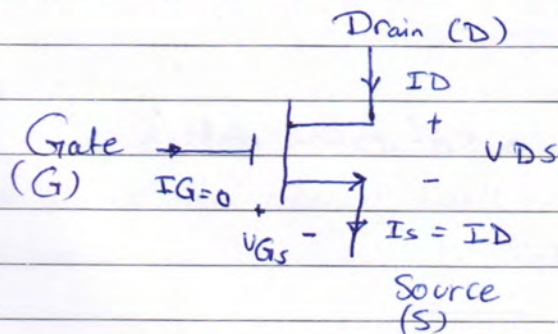 Drain (D)
ID
+
Gate
VDS
(G)
IG=0
-
+
VGs
-
Is = ID
Source
(S)